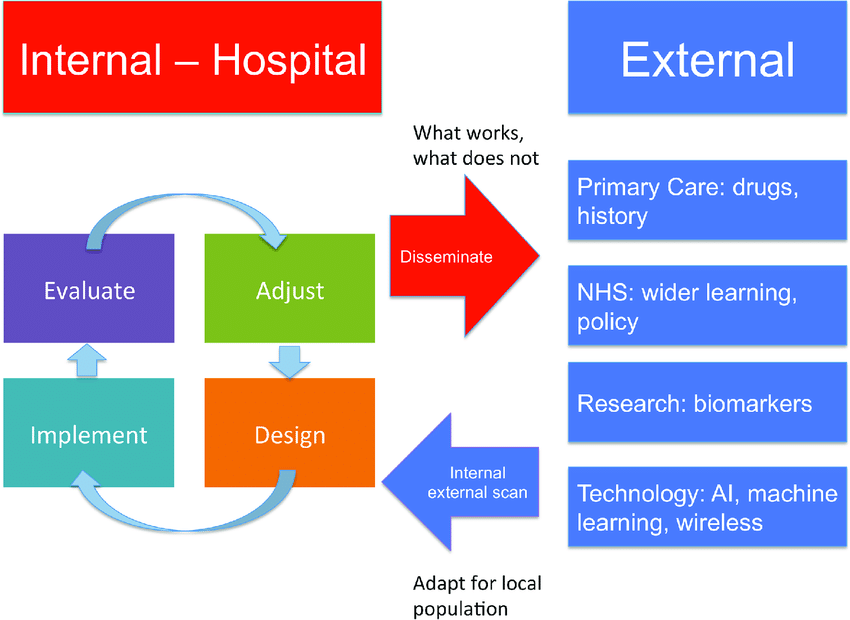 Internal – Hospital
External
What works,
what does not
Disseminate
Evaluate
Adjust
Implement
Design
Internal
external scan
Adapt for local
population
Primary Care: drugs,
history
NHS: wider learning,
policy
Research: biomarkers
Technology: AI, machine
learning, wireless